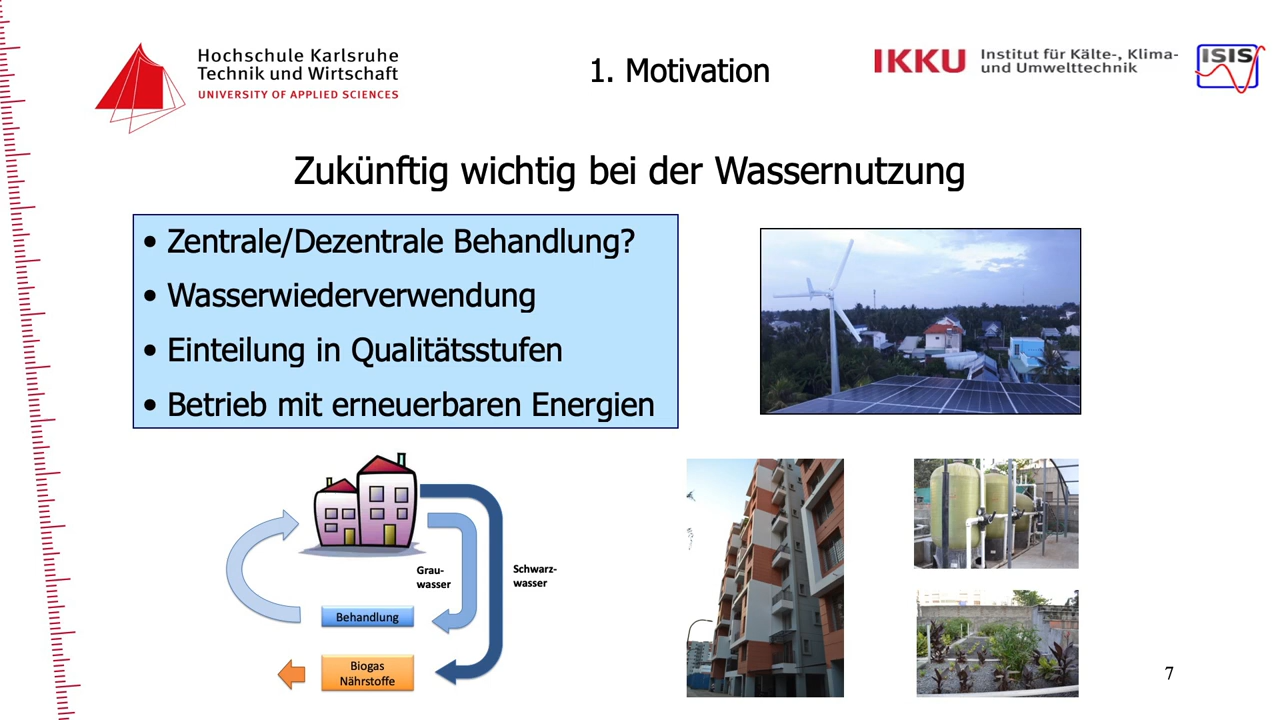 Hochschule Karlsruhe
Technik und Wirtschaft
UNIVERSITY OF APPLIED SCIENCES
1. Motivation
IKKU
Institut für Kälte-, Klima-
und Umwelttechnik
ISIS
Zukünftig wichtig bei der Wassernutzung
• Zentrale/Dezentrale Behandlung?
• Wasserwiederverwendung
• Einteilung in Qualitätsstufen
• Betrieb mit erneuerbaren Energien
Grau-
wasser
Schwarz-
wasser
Behandlung
Biogas
Nährstoffe
7